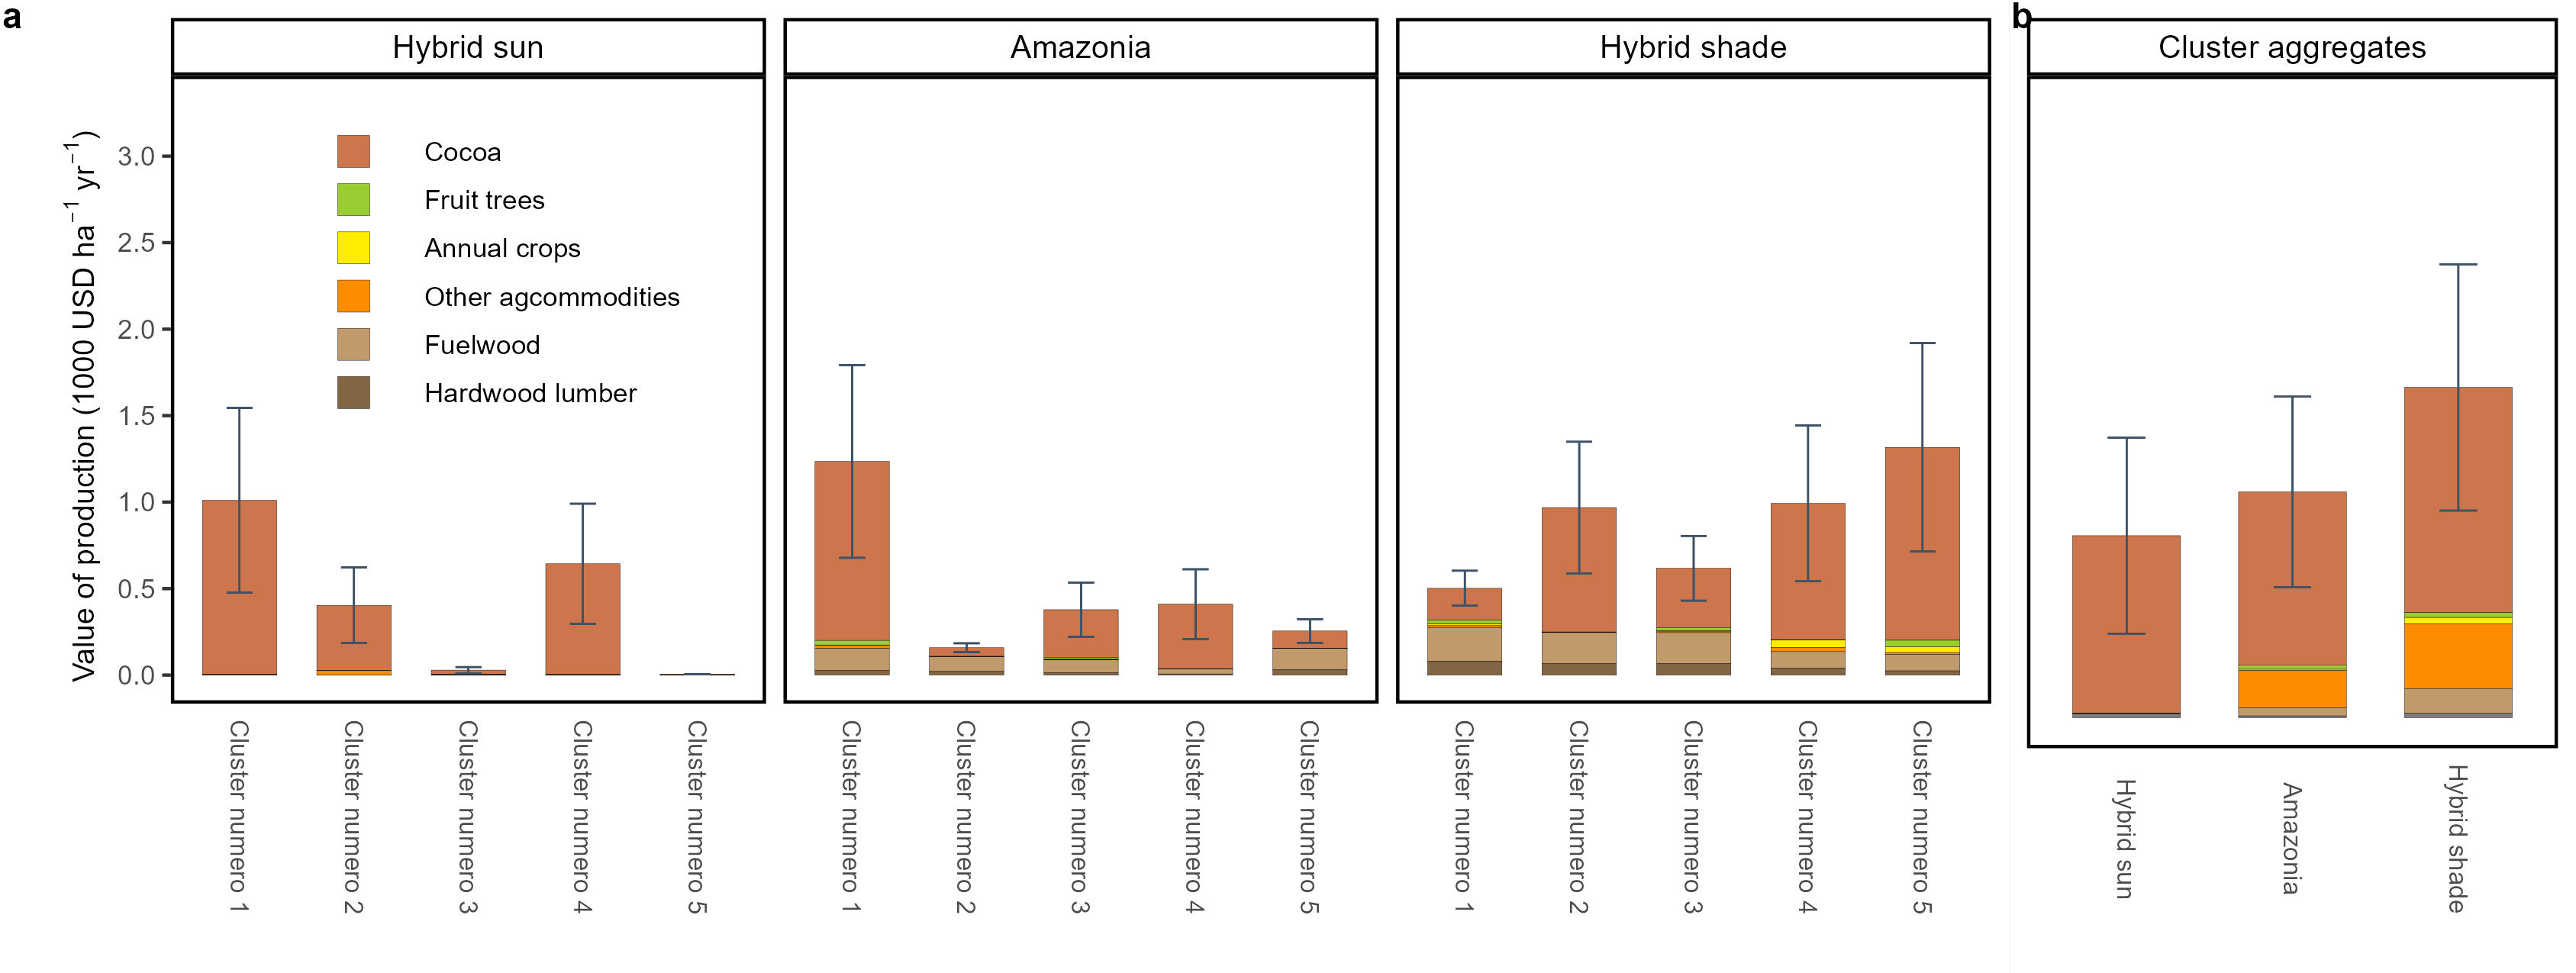 a
b
Hybrid sun
Amazonia
Hybrid shade
Cluster aggregates
Value of production (1000 USD ha⁻¹ yr⁻¹)
3.0
2.5
2.0
1.5
1.0
0.5
0.0
Cocoa
Fruit trees
Annual crops
Other agcommodities
Fuelwood
Hardwood lumber
Cluster numero 1
Cluster numero 2
Cluster numero 3
Cluster numero 4
Cluster numero 5
Cluster numero 1
Cluster numero 2
Cluster numero 3
Cluster numero 4
Cluster numero 5
Cluster numero 1
Cluster numero 2
Cluster numero 3
Cluster numero 4
Cluster numero 5
Hybrid sun
Amazonia
Hybrid shade